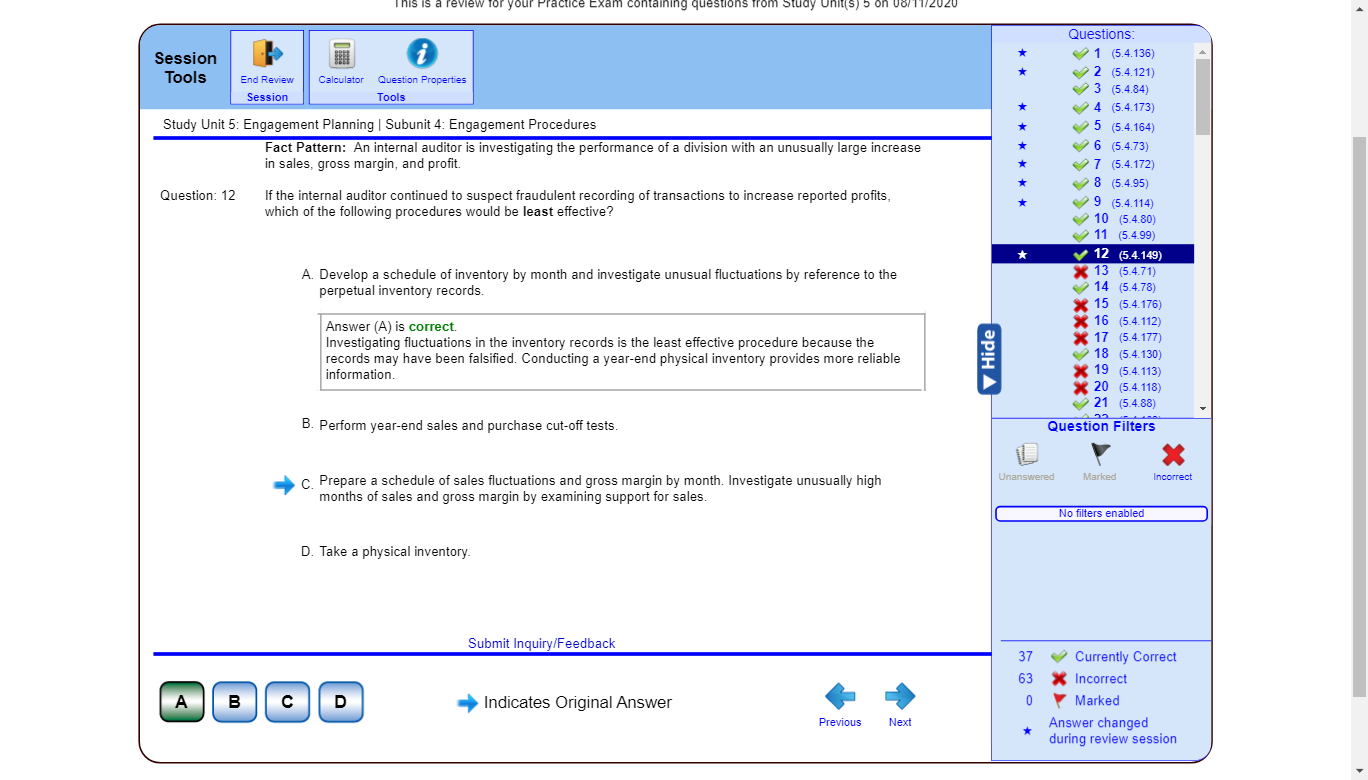 This is a review for your Practice Exam containing questions from Study Unit(s) 5 on 08/11/2020
Session Tools
End Review
Session
Calculator
Question Properties
Tools
Study Unit 5: Engagement Planning | Subunit 4: Engagement Procedures
Fact Pattern: An internal auditor is investigating the performance of a division with an unusually large increase
in sales, gross margin, and profit.
Question: 12
If the internal auditor continued to suspect fraudulent recording of transactions to increase reported profits,
which of the following procedures would be least effective?
A. Develop a schedule of inventory by month and investigate unusual fluctuations by reference to the
perpetual inventory records.
Answer (A) is correct.
Investigating fluctuations in the inventory records is the least effective procedure because the
records may have been falsified. Conducting a year-end physical inventory provides more reliable
information.
B. Perform year-end sales and purchase cut-off tests.
C. Prepare a schedule of sales fluctuations and gross margin by month. Investigate unusually high
months of sales and gross margin by examining support for sales.
D. Take a physical inventory.
Submit Inquiry/Feedback
A B C D
Indicates Original Answer
Previous
Next
Questions:
1 (5.4.136)
2 (5.4.121)
3 (5.4.84)
4 (5.4.173)
5 (5.4.164)
6 (5.4.73)
7 (5.4.172)
8 (5.4.95)
9 (5.4.114)
10 (5.4.80)
11 (5.4.99)
12 (5.4.149)
13 (5.4.71)
14 (5.4.78)
15 (5.4.176)
16 (5.4.112)
17 (5.4.177)
18 (5.4.130)
19 (5.4.113)
20 (5.4.118)
21 (5.4.88)
Hide
Question Filters
Unanswered
Marked
Incorrect
No filters enabled
37 Currently Correct
63 Incorrect
0 Marked
Answer changed
during review session